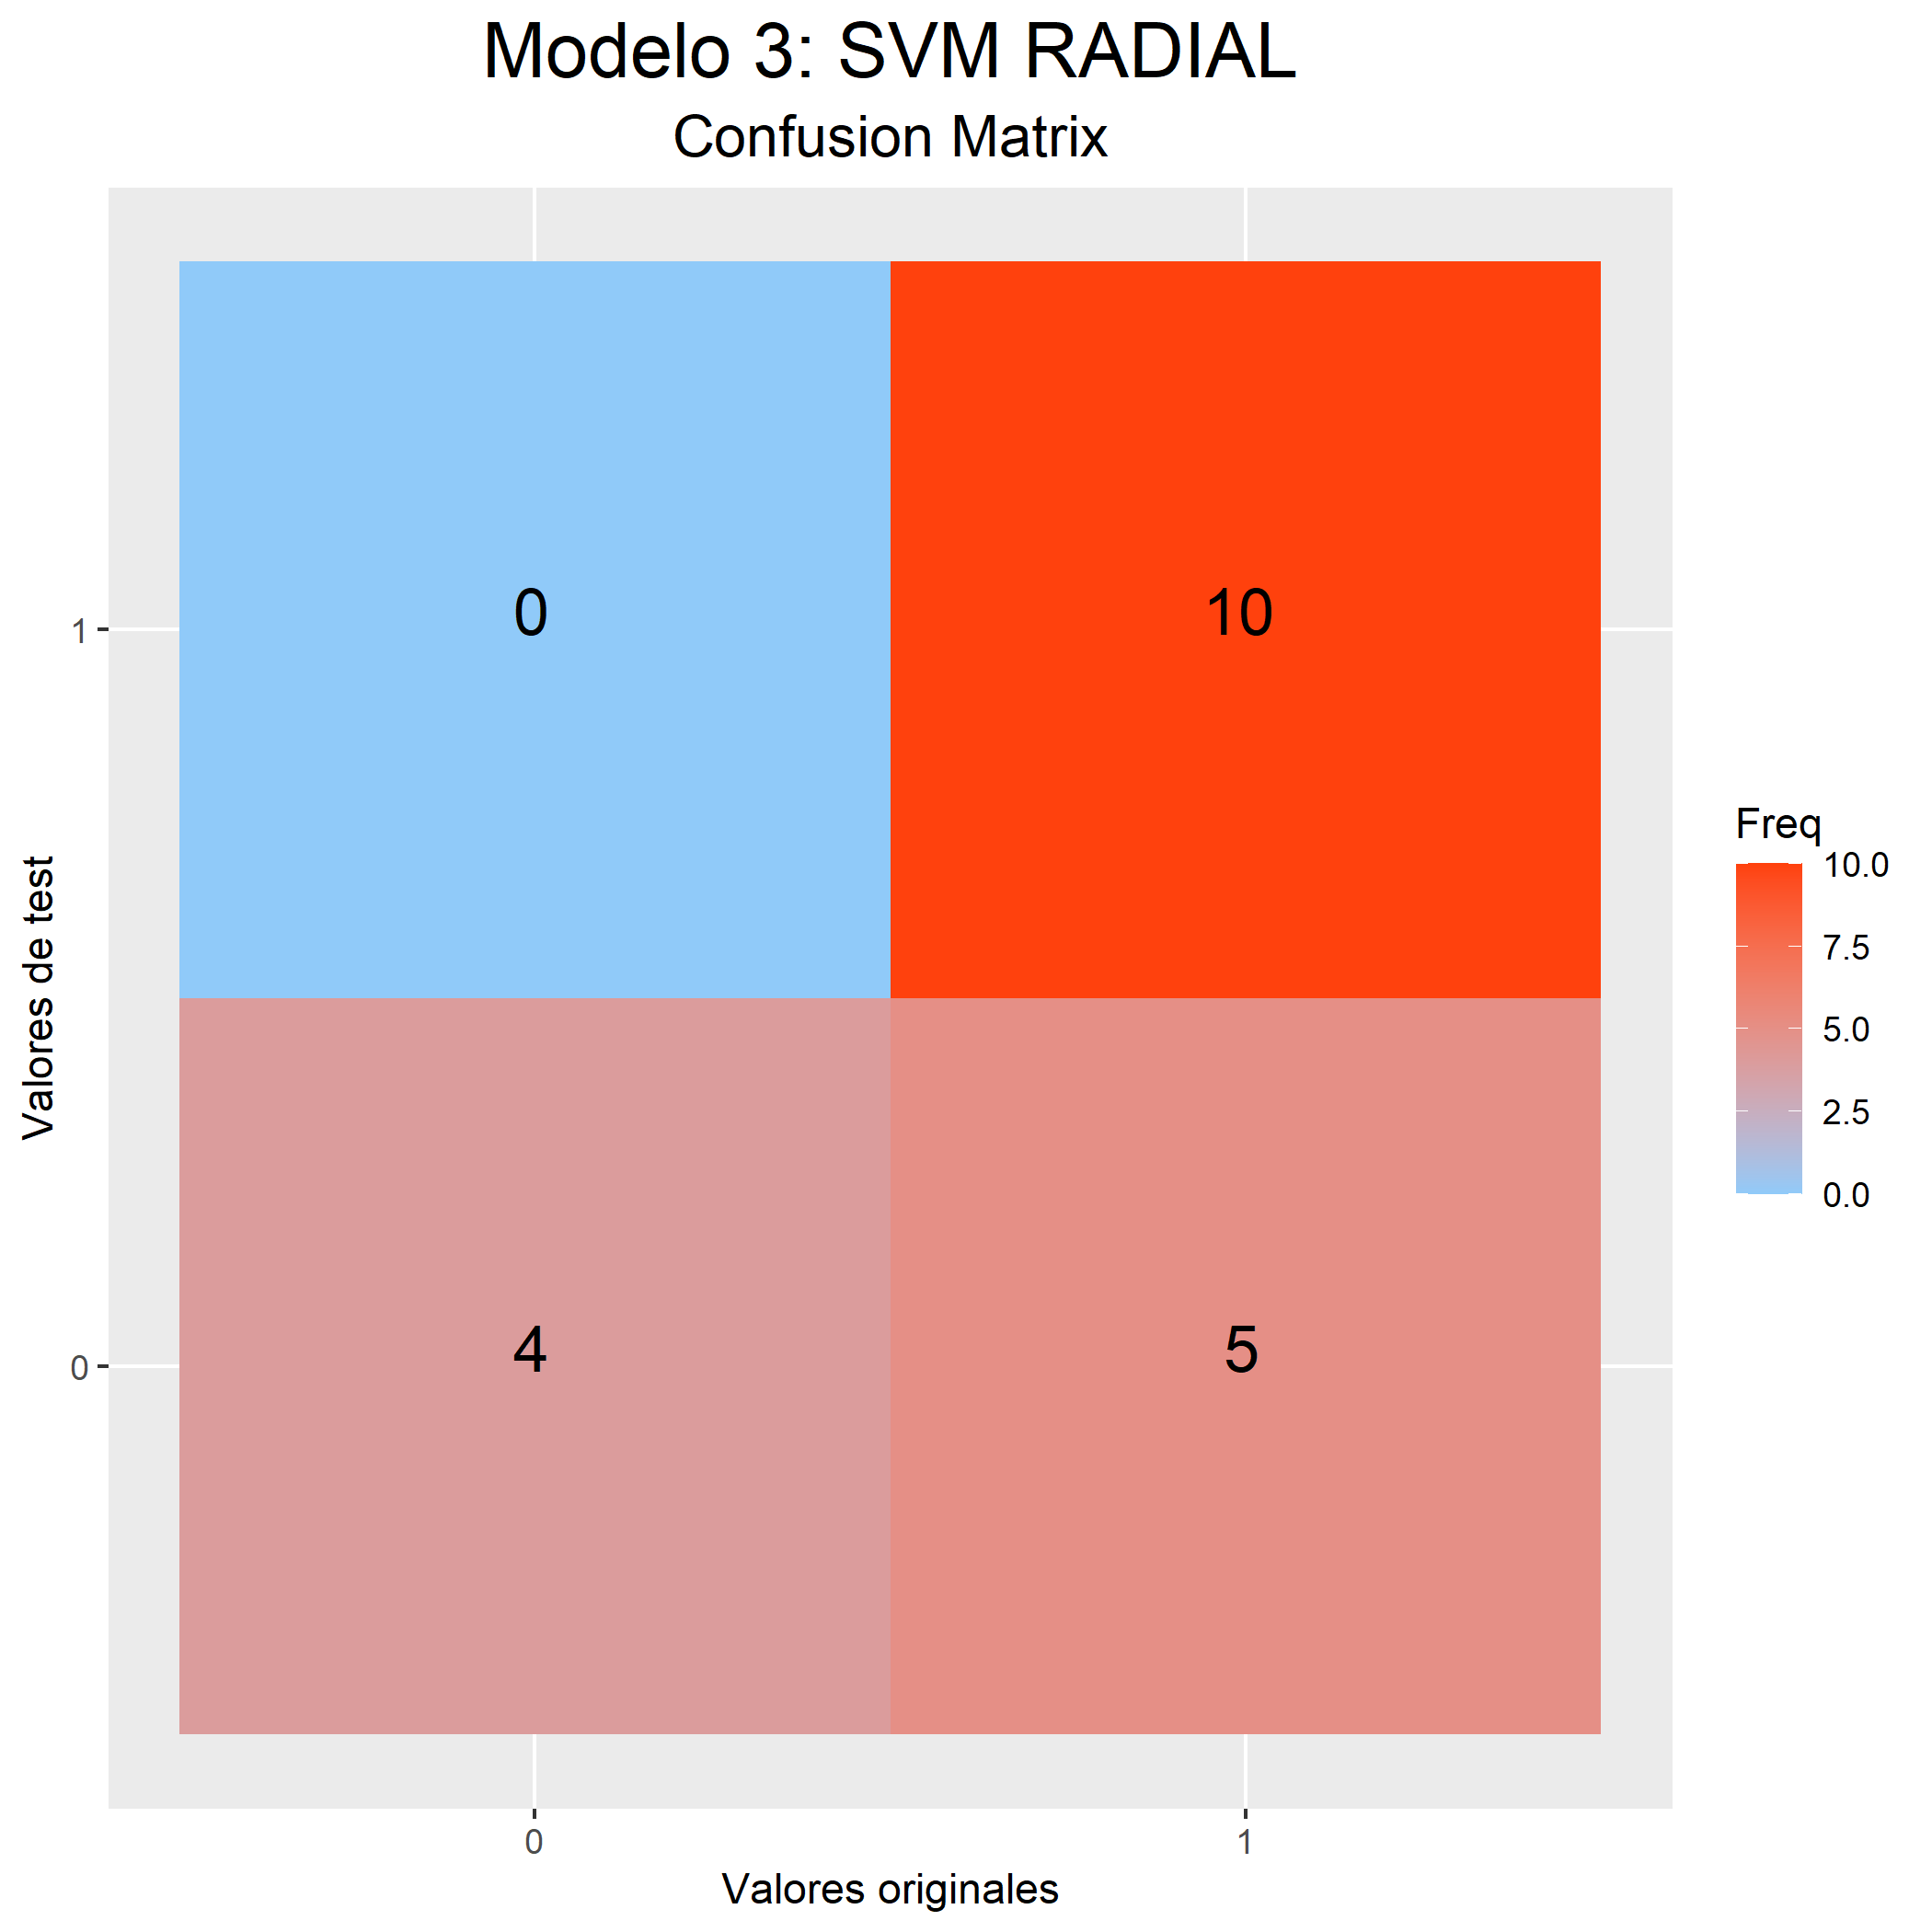 Modelo 3: SVM RADIAL
Confusion Matrix
Valores de test
1
0
0
10
4
5
0
1
Valores originales
Freq
10.0
7.5
5.0
2.5
0.0